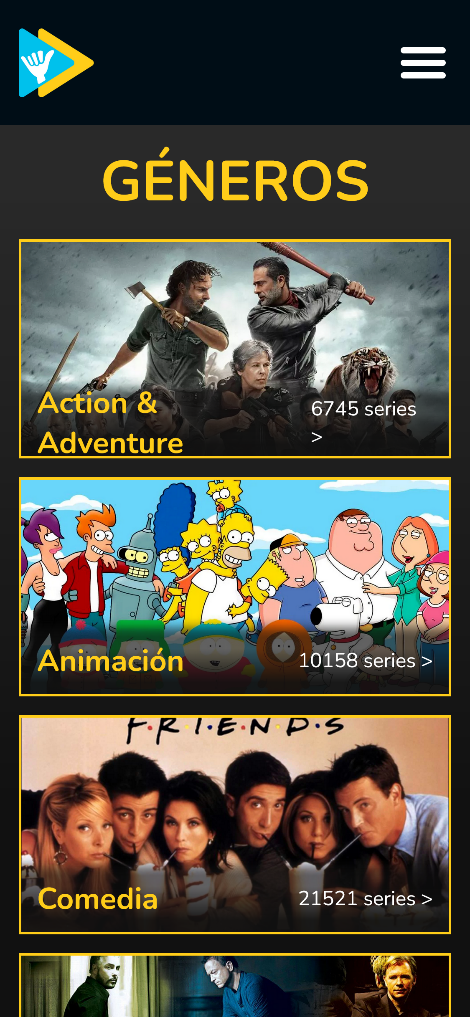 GÉNEROS
Action &
Adventure
6745 series
>
Animación
10158 series >
F·R·I·E·N·D·S
Comedia
21521 series >